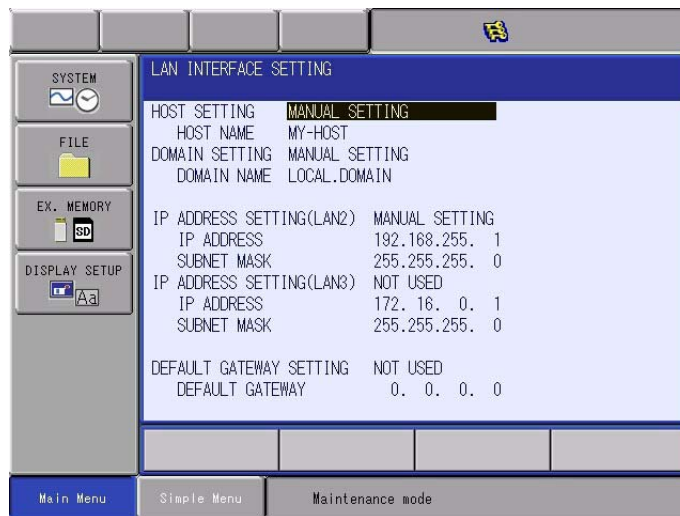 SYSTEM
FILE
EX. MEMORY
SD
DISPLAY SETUP
Aa
LAN INTERFACE SETTING
HOST SETTING MANUAL SETTING
HOST NAME MY-HOST
DOMAIN SETTING MANUAL SETTING
DOMAIN NAME LOCAL.DOMAIN
IP ADDRESS SETTING(LAN2) MANUAL SETTING
IP ADDRESS 192.168.255. 1
SUBNET MASK 255.255.255. 0
IP ADDRESS SETTING(LAN3) NOT USED
IP ADDRESS 172. 16. 0. 1
SUBNET MASK 255.255.255. 0
DEFAULT GATEWAY SETTING NOT USED
DEFAULT GATEWAY 0. 0. 0. 0
Main Menu
Simple Menu
Maintenance mode